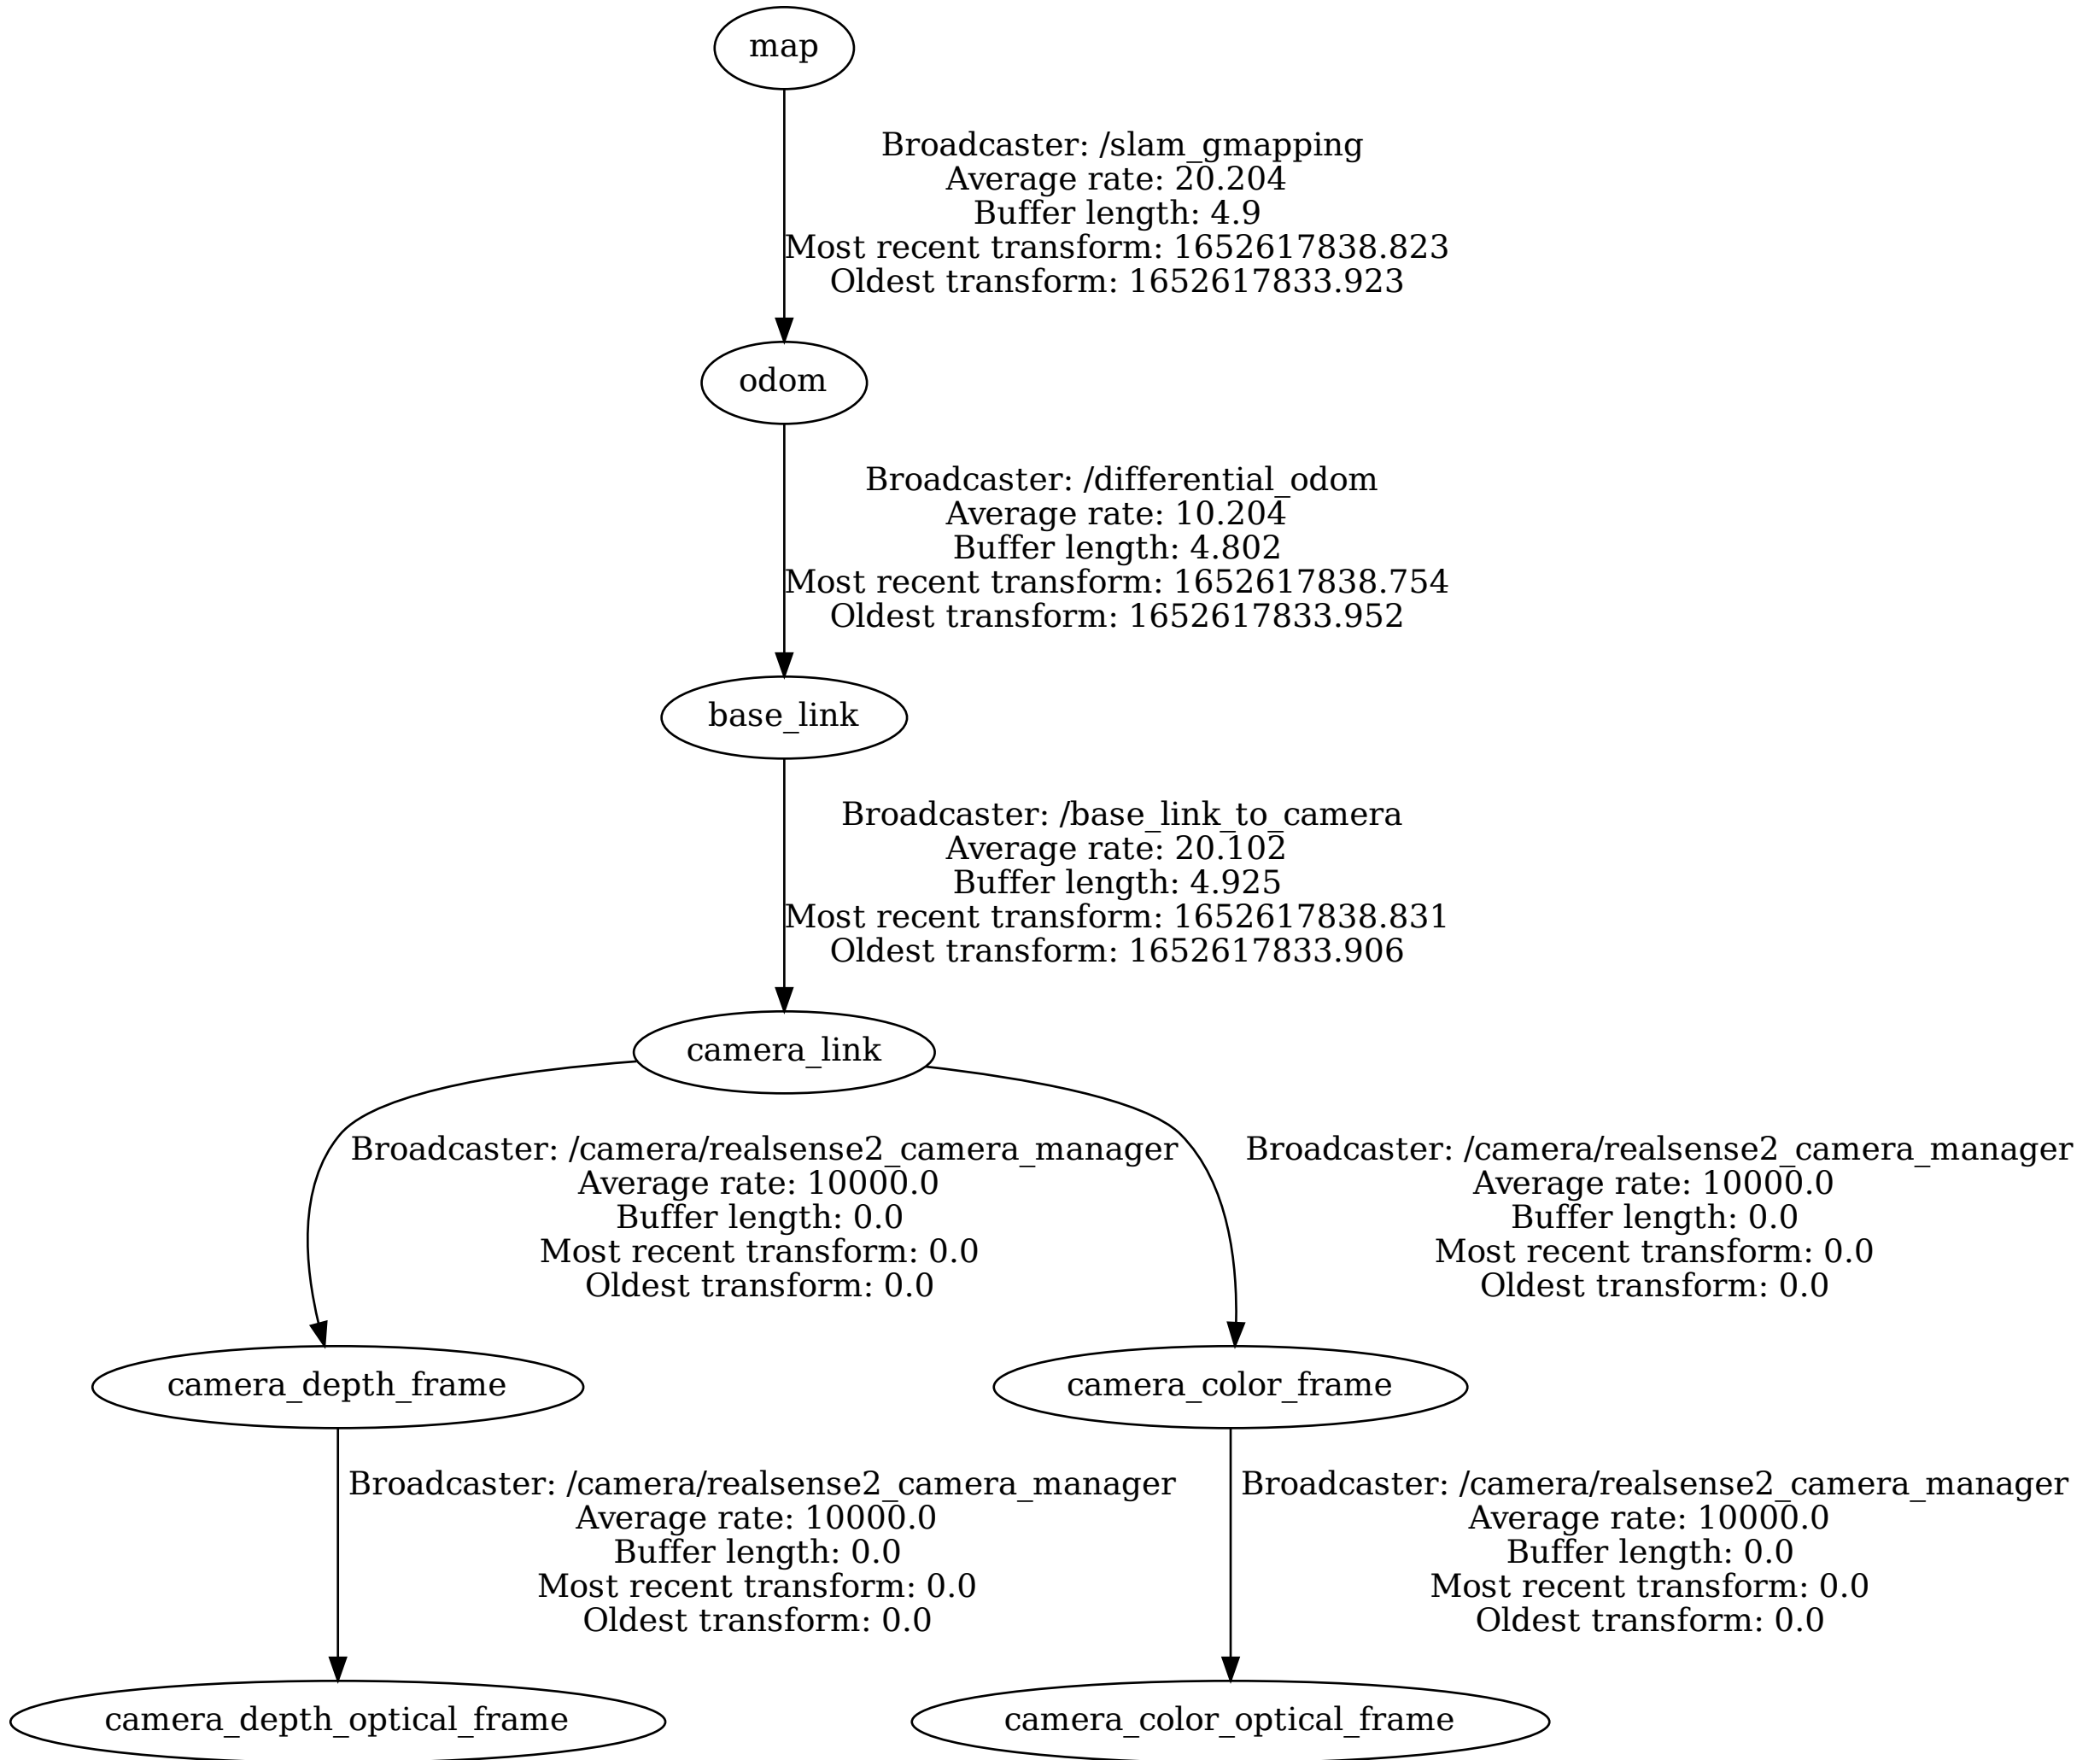 map
Broadcaster: /slam_gmapping
Average rate: 20.204
Buffer length: 4.9
Most recent transform: 1652617838.823
Oldest transform: 1652617833.923
odom
Broadcaster: /differential_odom
Average rate: 10.204
Buffer length: 4.802
Most recent transform: 1652617838.754
Oldest transform: 1652617833.952
base_link
Broadcaster: /base_link_to_camera
Average rate: 20.102
Buffer length: 4.925
Most recent transform: 1652617838.831
Oldest transform: 1652617833.906
camera_link
Broadcaster: /camera/realsense2_camera_manager
Average rate: 10000.0
Buffer length: 0.0
Most recent transform: 0.0
Oldest transform: 0.0
Broadcaster: /camera/realsense2_camera_manager
Average rate: 10000.0
Buffer length: 0.0
Most recent transform: 0.0
Oldest transform: 0.0
camera_depth_frame
camera_color_frame
Broadcaster: /camera/realsense2_camera_manager
Average rate: 10000.0
Buffer length: 0.0
Most recent transform: 0.0
Oldest transform: 0.0
Broadcaster: /camera/realsense2_camera_manager
Average rate: 10000.0
Buffer length: 0.0
Most recent transform: 0.0
Oldest transform: 0.0
camera_depth_optical_frame
camera_color_optical_frame